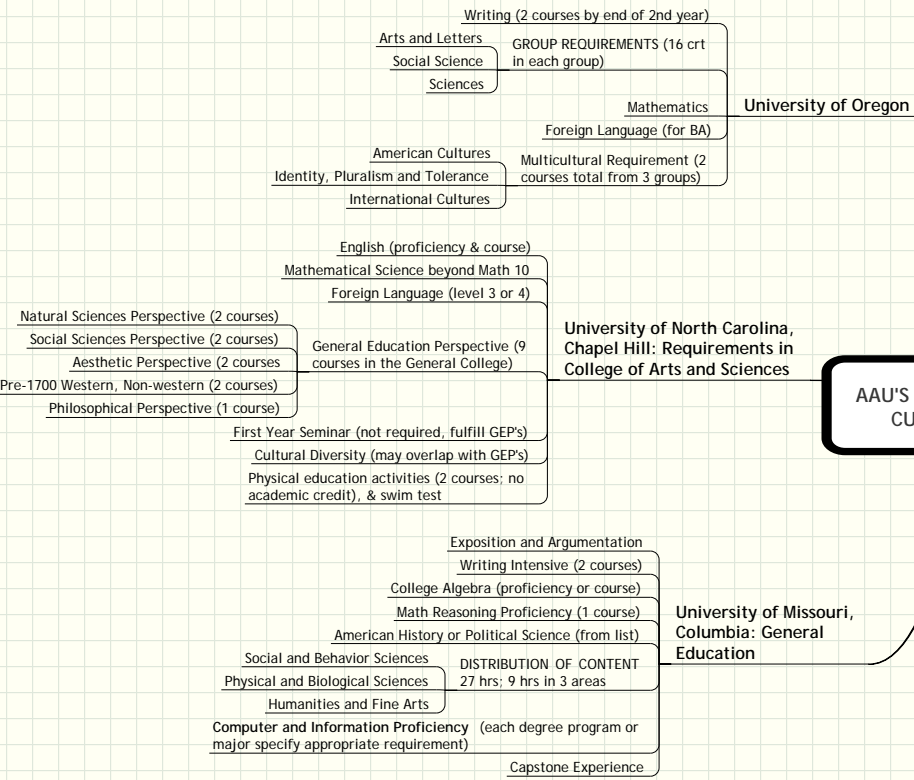 Writing (2 courses by end of 2nd year)
Arts and Letters
Social Science
Sciences
GROUP REQUIREMENTS (16 crt
in each group)
Mathematics
Foreign Language (for BA)
American Cultures
Identity, Pluralism and Tolerance
International Cultures
Multicultural Requirement (2
courses total from 3 groups)
University of Oregon
English (proficiency & course)
Mathematical Science beyond Math 10
Foreign Language (level 3 or 4)
Natural Sciences Perspective (2 courses)
Social Sciences Perspective (2 courses)
Aesthetic Perspective (2 courses
Pre-1700 Western, Non-western (2 courses)
Philosophical Perspective (1 course)
General Education Perspective (9
courses in the General College)
First Year Seminar (not required, fulfill GEP's)
Cultural Diversity (may overlap with GEP's)
Physical education activities (2 courses; no
academic credit), & swim test
University of North Carolina,
Chapel Hill: Requirements in
College of Arts and Sciences
AAU'S
CU
Exposition and Argumentation
Writing Intensive (2 courses)
College Algebra (proficiency or course)
Math Reasoning Proficiency (1 course)
American History or Political Science (from list)
Social and Behavior Sciences
Physical and Biological Sciences
Humanities and Fine Arts
DISTRIBUTION OF CONTENT
27 hrs; 9 hrs in 3 areas
Computer and Information Proficiency (each degree program or
major specify appropriate requirement)
Capstone Experience
University of Missouri,
Columbia: General
Education